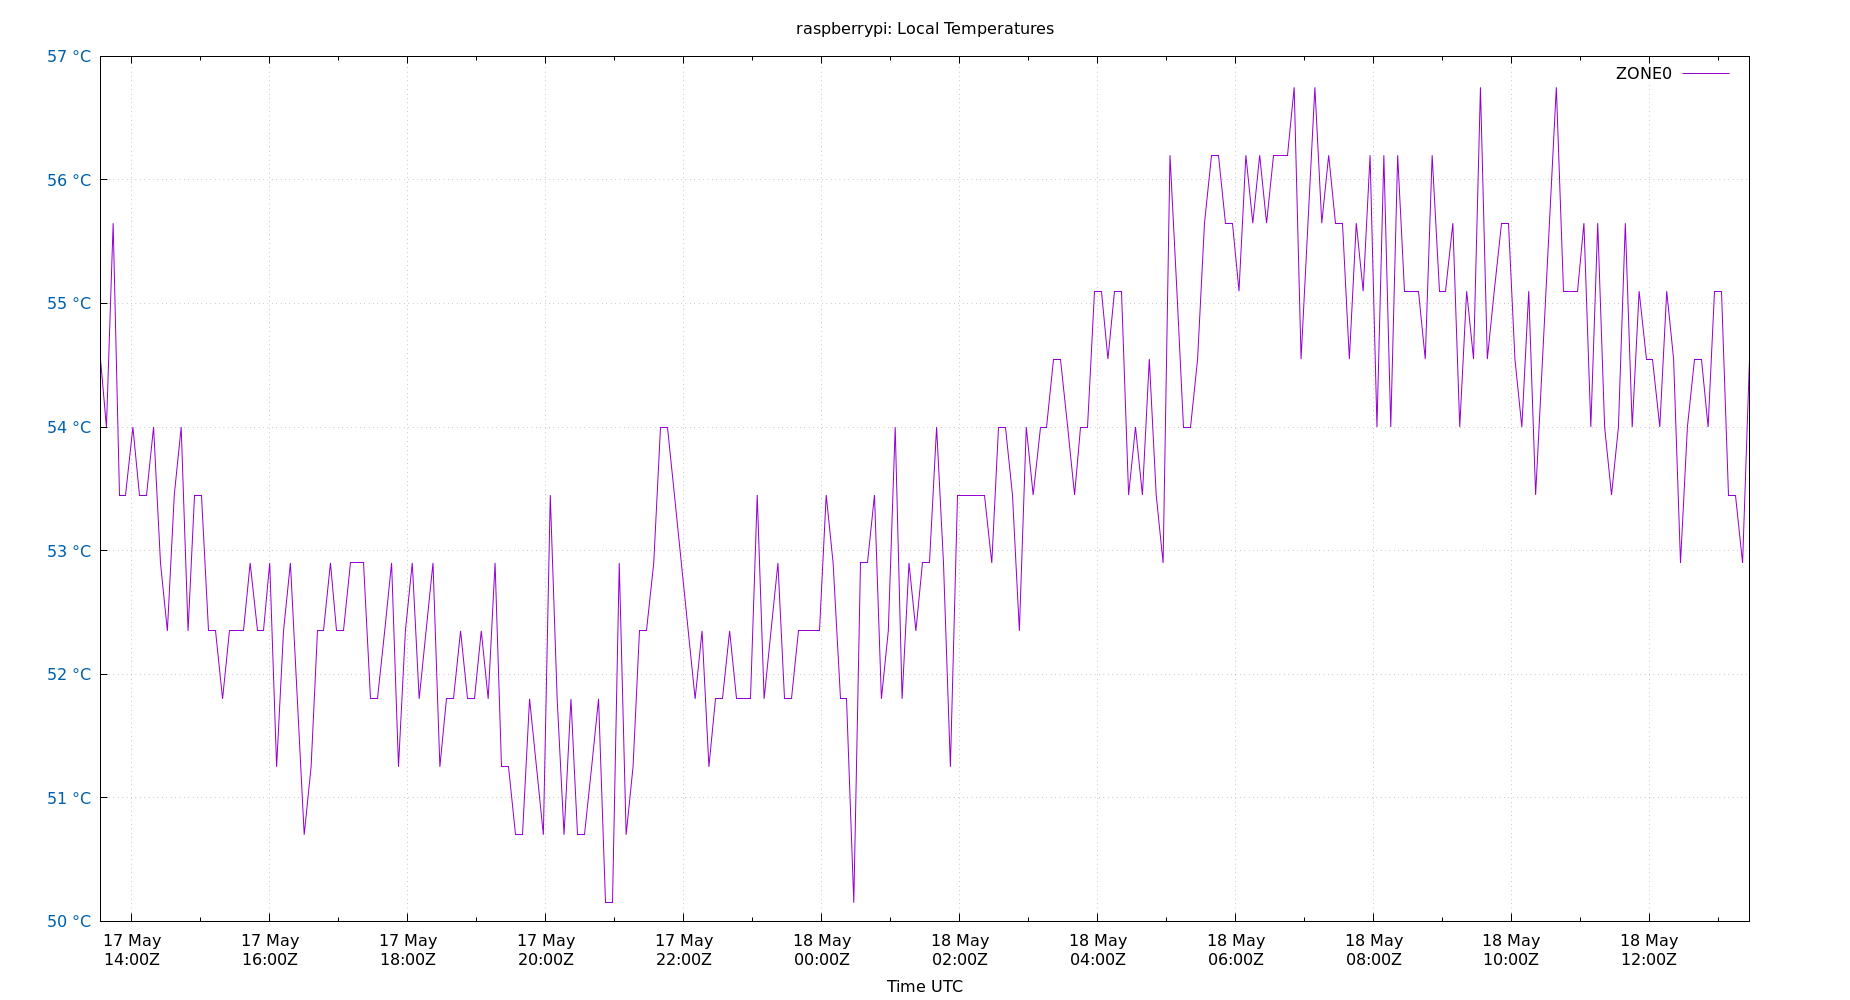 raspberrypi: Local Temperatures
57 °C
ZONE0
56 °C
55 °C
54 °C
53 °C
52 °C
51 °C
50 °C
17 May 17 May 17 May 17 May 17 May 18 May 18 May 18 May 18 May 18 May 18 May 18 May
14:00Z 16:00Z 18:00Z 20:00Z 22:00Z 00:00Z 02:00Z 04:00Z 06:00Z 08:00Z 10:00Z 12:00Z
Time UTC